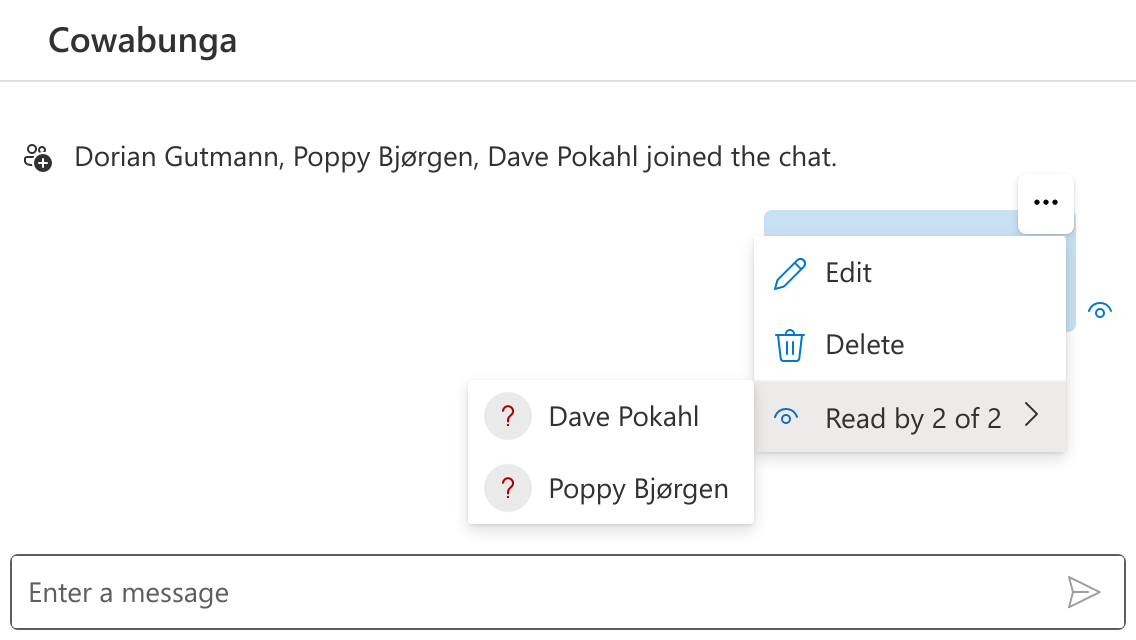 Cowabunga
Dorian Gutmann, Poppy Bjørgen, Dave Pokahl joined the chat.
Edit
Delete
Read by 2 of 2
? Dave Pokahl
? Poppy Bjørgen
Enter a message